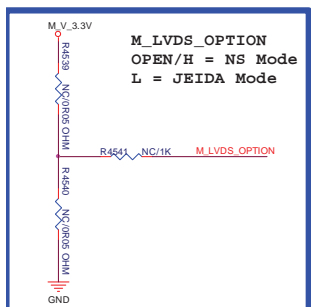 M_V_3.3V
M_LVDS_OPTION
OPEN/H = NS Mode
L = JEIDA Mode
R4539
NC/0R05 OHM
R4541 NC/1K M_LVDS_OPTION
R4540
NC/0R05 OHM
GND